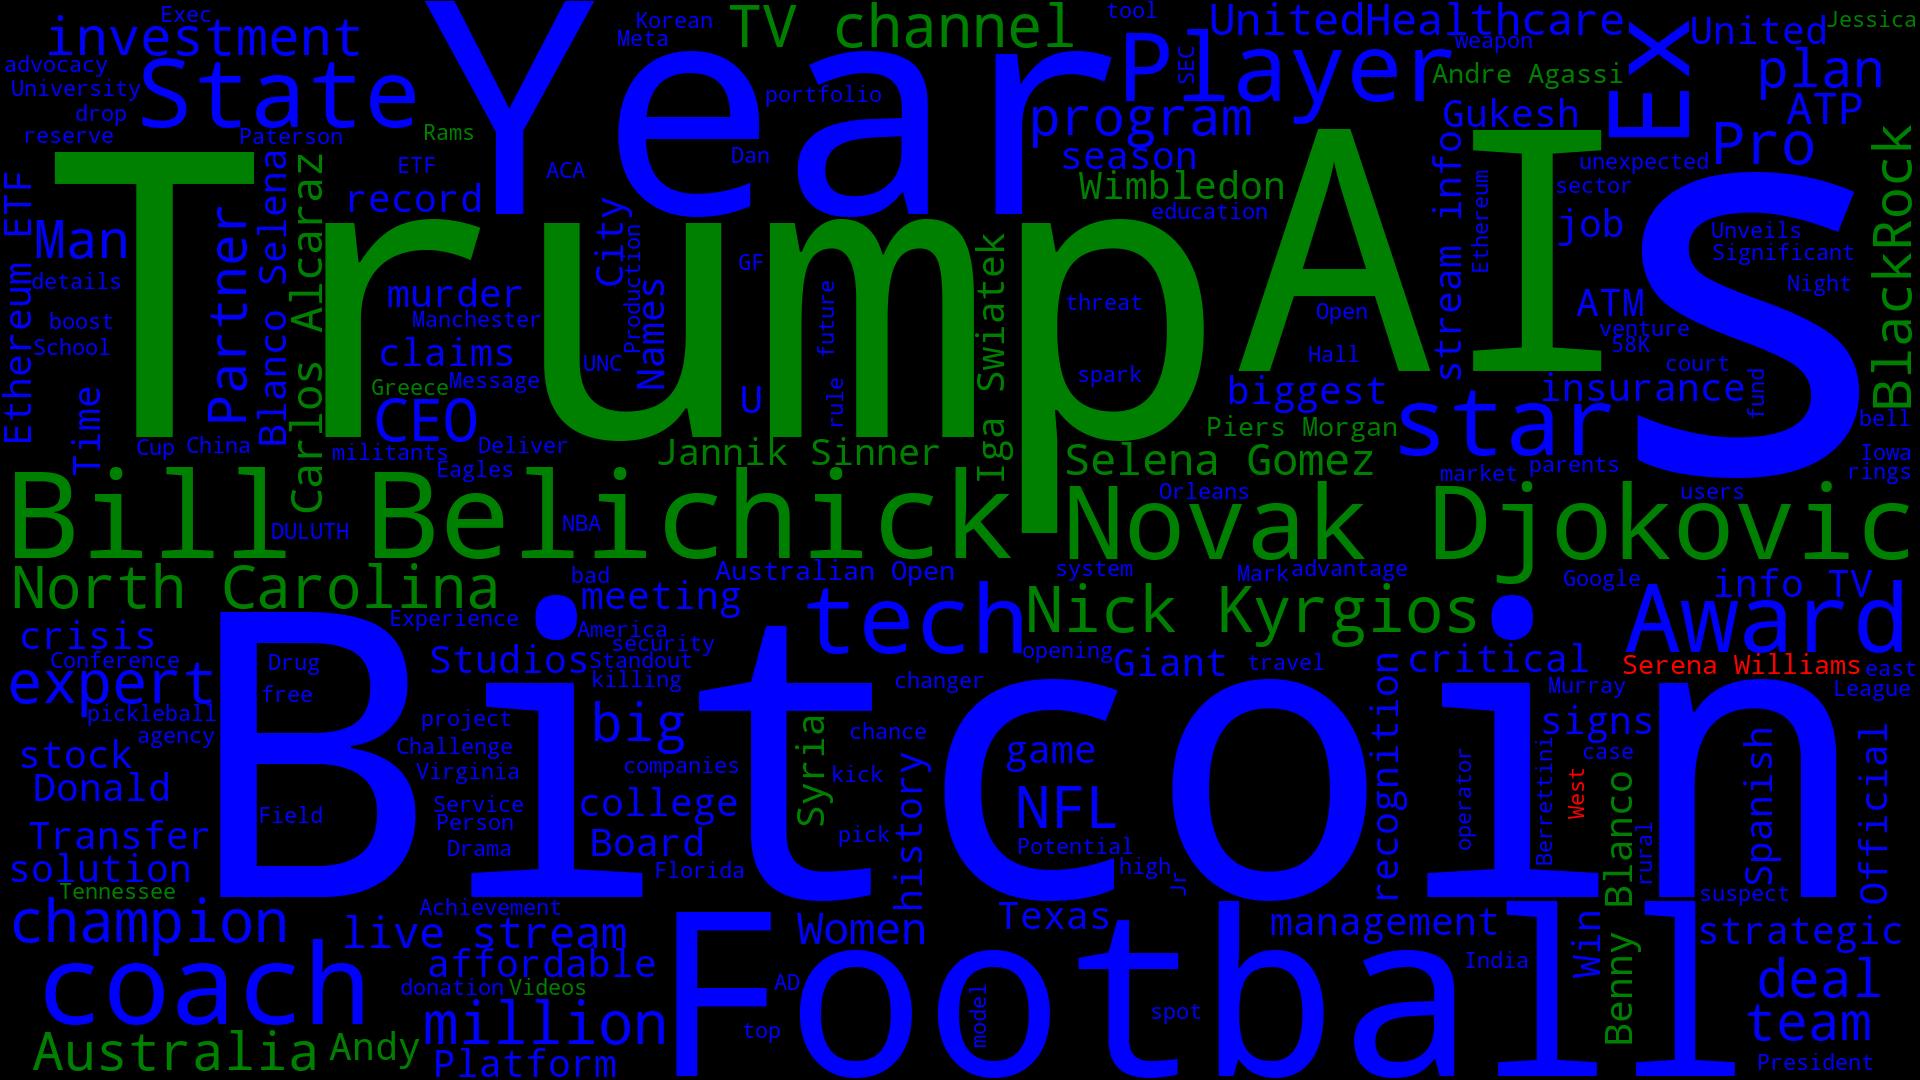 Exec
investment
advocacy
University
drop
reserve
State
Paterson
Year
Rams
Korean
Meta
TV channel
portfolio
Dan
ACA
ETF
record
tool
Player
SEC
UnitedHealthcare
weapon
Andre Agassi
EX
United
Jessica
plan
ATP
Pro
Gukesh
program
season
Wimbledon
education
unexpected
sector
job
Unveils
Significant
Night
BlackRock
Ethereum ETF
Man
details
boost
School
Time
Trump
Partner
Blanco Selena
Carlos Alcaraz
murder
Manchester
claims
Greece
Message
CEO
militants
Deliver
Eagles
Cup
China
City
Production
Names
UNC
GF
U
future
rule
Jannik Sinner
Iga Swiatek
threat
spark
AI
Open
Hall
biggest
Piers Morgan
Selena Gomez
stream info
Ethereum
ATM
venture
58K
court
insurance
fund
star
s
bell
Iowa
rings
market
parents
users
Orleans
Bill Belichick
DULUTH
NBA
Novak Djokovic
North Carolina
bad
meeting
Australian Open
system
Mark
advantage
Google
info TV
Award
crisis
Conference
expert
pickleball
agency
stock
Donald
Transfer
solution
Tennessee
Experience
America
security
Studios
Standout
killing
tech
Nick Kyrgios
opening
Giant
travel
critical
Serena Williams
east
League
Murray
signs
case
Bitcoin
Drug
free
Field
project
Challenge
Virginia
Service
Person
Drama
big
companies
college
Board
Florida
changer
chance
kick
pick
Syria
history
game
NFL
Potential
high
Jr
recognition
operator
Berrettini
West
Benny Blanco
rural
Spanish
suspect
Official
champion
Achievement
live stream
affordable
donation
Videos
coach
million
Platform
Australia
Andy
Football
Women
AD
top
model
Texas
spot
management
India
Win
strategic
deal
team
President